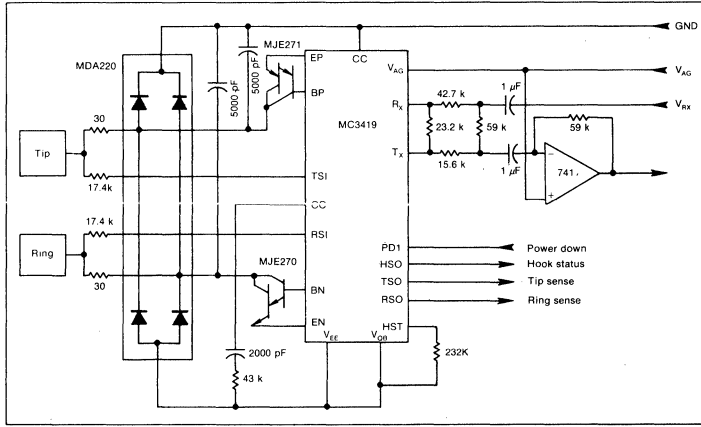 GND
MJE271
MDA220
EP
CC
5000 pF
5000 pF
BP
V_AG
V_AG
42.7 k
1 µF
R_X
V_RX
30
MC3419
23.2 k
59 k
59 k
Tip
T_X
15.6 k
1 µF
741
−
+
TSI
17.4k
CC
17.4 k
RSI
Ring
MJE270
PD1
Power down
HSO
Hook status
30
BN
TSO
Tip sense
RSO
Ring sense
EN
HST
V_EE
V_QB
2000 pF
232K
43 k